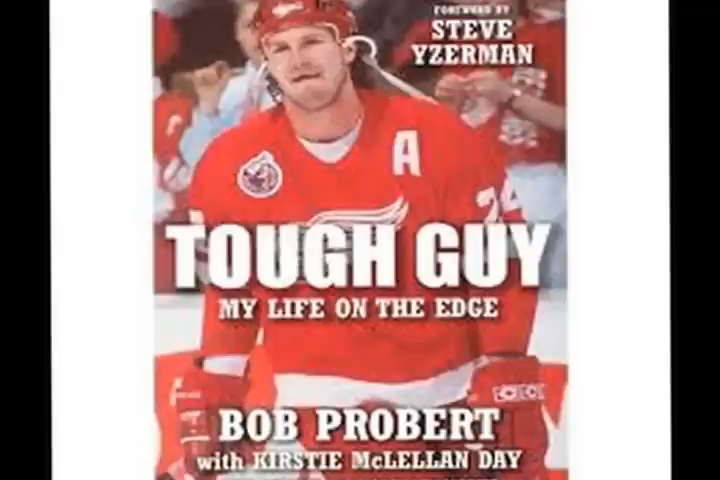 FOREWORD BY
STEVE
YZERMAN
A
TOUGH GUY
MY LIFE ON THE EDGE
BOB PROBERT
with KIRSTIE McLELLAN DAY